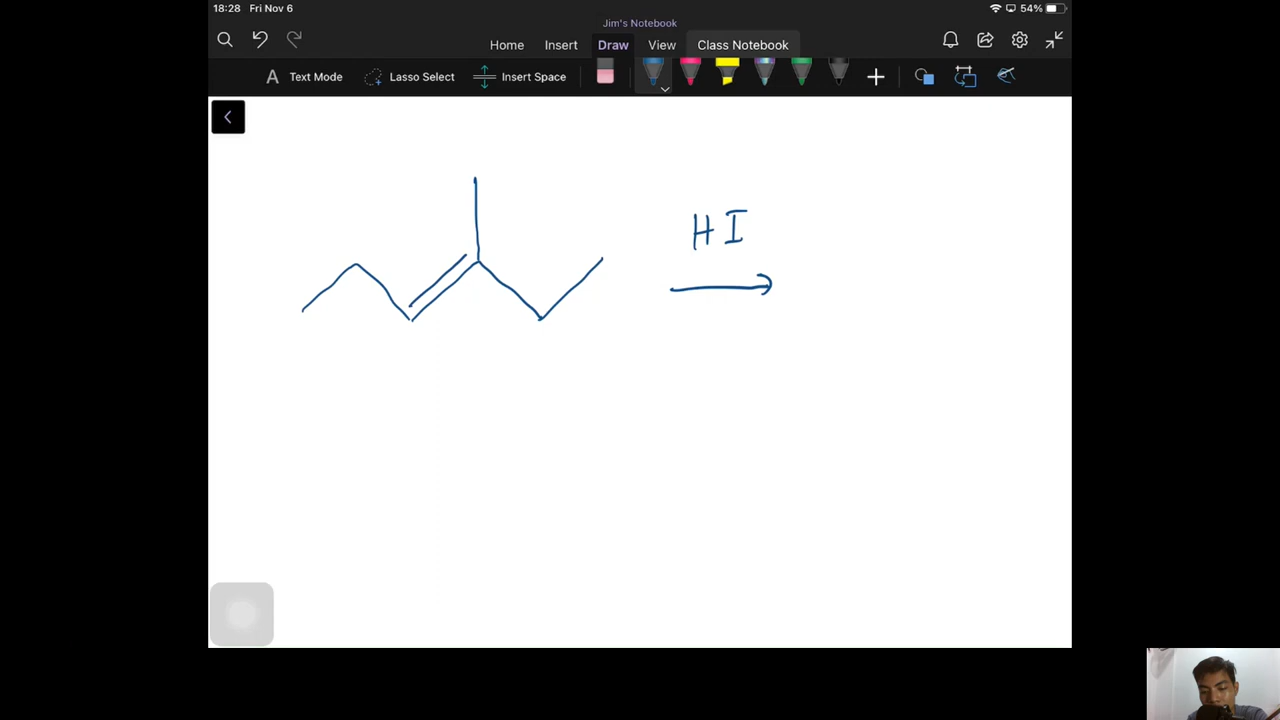 18:28 Fri Nov 6
54%
Jim's Notebook
Home Insert Draw View Class Notebook
A Text Mode Lasso Select Insert Space
HI